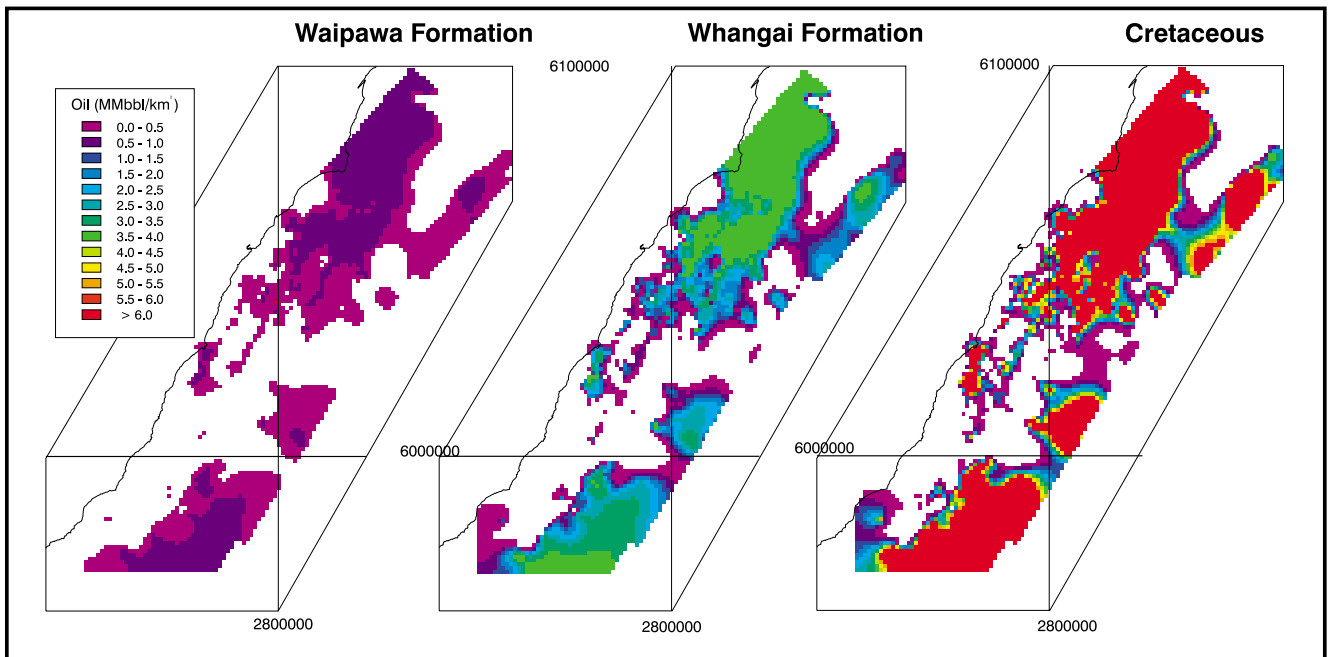 Waipawa Formation
Whangai Formation
Cretaceous
6100000
6100000
Oil (MMbbl/km²)
0.0 - 0.5
0.5 - 1.0
1.0 - 1.5
1.5 - 2.0
2.0 - 2.5
2.5 - 3.0
3.0 - 3.5
3.5 - 4.0
4.0 - 4.5
4.5 - 5.0
5.0 - 5.5
5.5 - 6.0
> 6.0
6000000
6000000
2800000
2800000
2800000